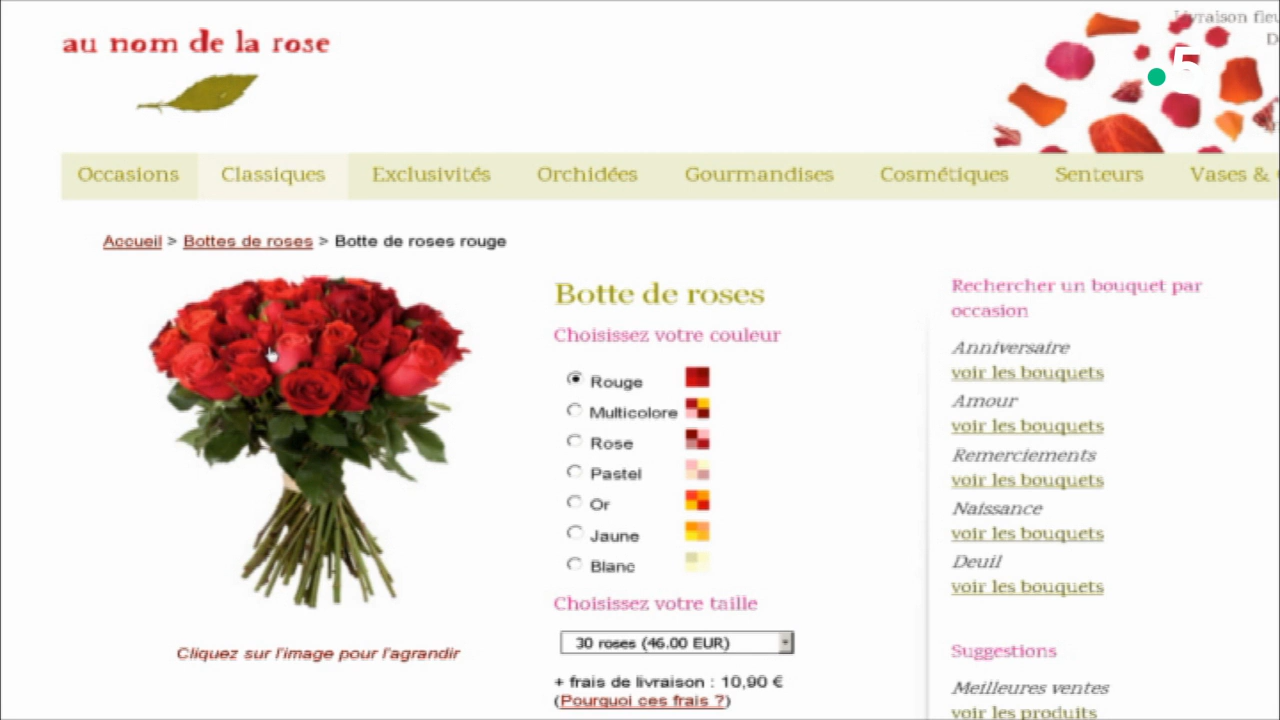 au nom de la rose
Livraison
5
Occasions Classiques Exclusivités Orchidées Gourmandises Cosmétiques Senteurs Vases &
Accueil > Bottes de roses > Botte de roses rouge
Botte de roses
Choisissez votre couleur
Rouge
Multicolore
Rose
Pastel
Or
Jaune
Blanc
Choisissez votre taille
30 roses (46.00 EUR)
+ frais de livraison : 10,90 €
(Pourquoi ces frais ?)
Cliquez sur l'image pour l'agrandir
Rechercher un bouquet par
occasion
Anniversaire
voir les bouquets
Amour
voir les bouquets
Remerciements
voir les bouquets
Naissance
voir les bouquets
Deuil
voir les bouquets
Suggestions
Meilleures ventes
voir les produits